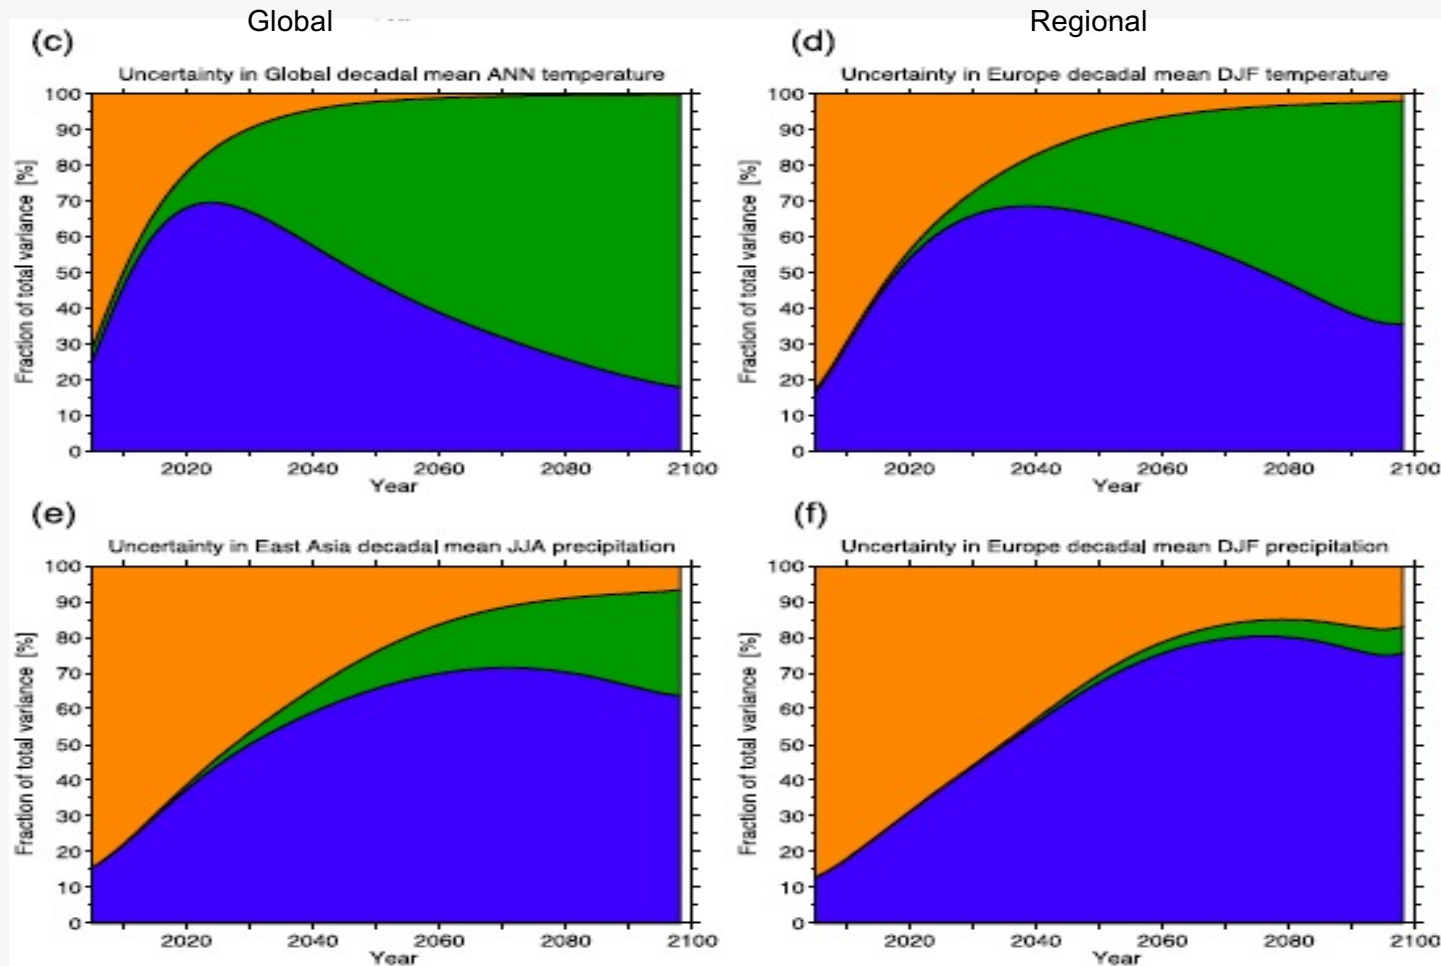 Global Regional
(c) (d)
Uncertainty in Global decadal mean ANN temperature
Fraction of total variance [%]
100
90
80
70
60
50
40
30
20
10
0
2020 2040 2060 2080 2100
Year
Uncertainty in Europe decadal mean DJF temperature
Fraction of total variance [%]
100
90
80
70
60
50
40
30
20
10
0
2020 2040 2060 2080 2100
Year
(e) (f)
Uncertainty in East Asia decadal mean JJA precipitation
Fraction of total variance [%]
100
90
80
70
60
50
40
30
20
10
0
2020 2040 2060 2080 2100
Year
Uncertainty in Europe decadal mean DJF precipitation
Fraction of total variance [%]
100
90
80
70
60
50
40
30
20
10
0
2020 2040 2060 2080 2100
Year